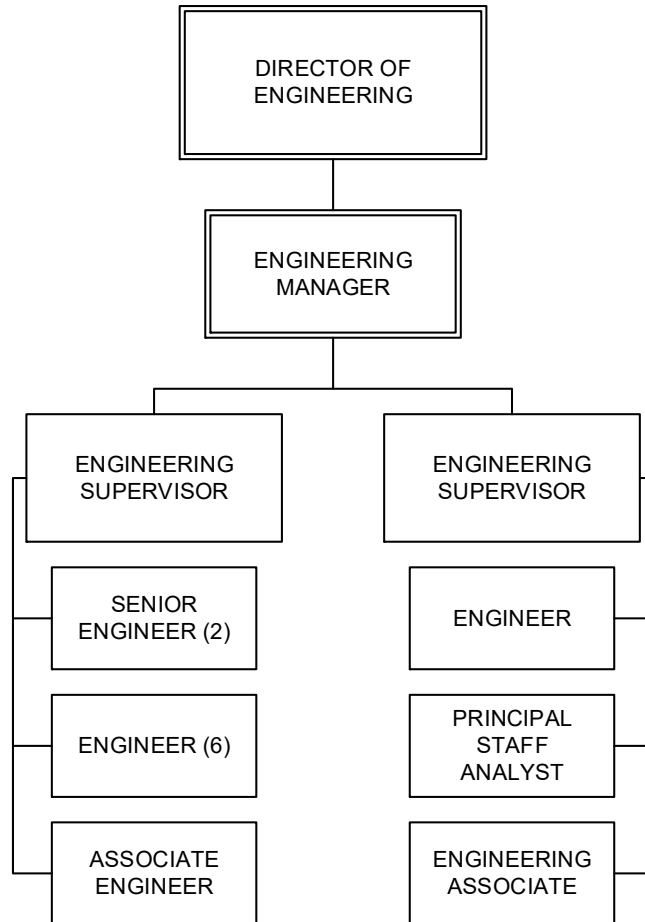 DIRECTOR OF
ENGINEERING
ENGINEERING
MANAGER
ENGINEERING
SUPERVISOR
ENGINEERING
SUPERVISOR
SENIOR
ENGINEER (2)
ENGINEER
ENGINEER (6)
PRINCIPAL
STAFF
ANALYST
ASSOCIATE
ENGINEER
ENGINEERING
ASSOCIATE